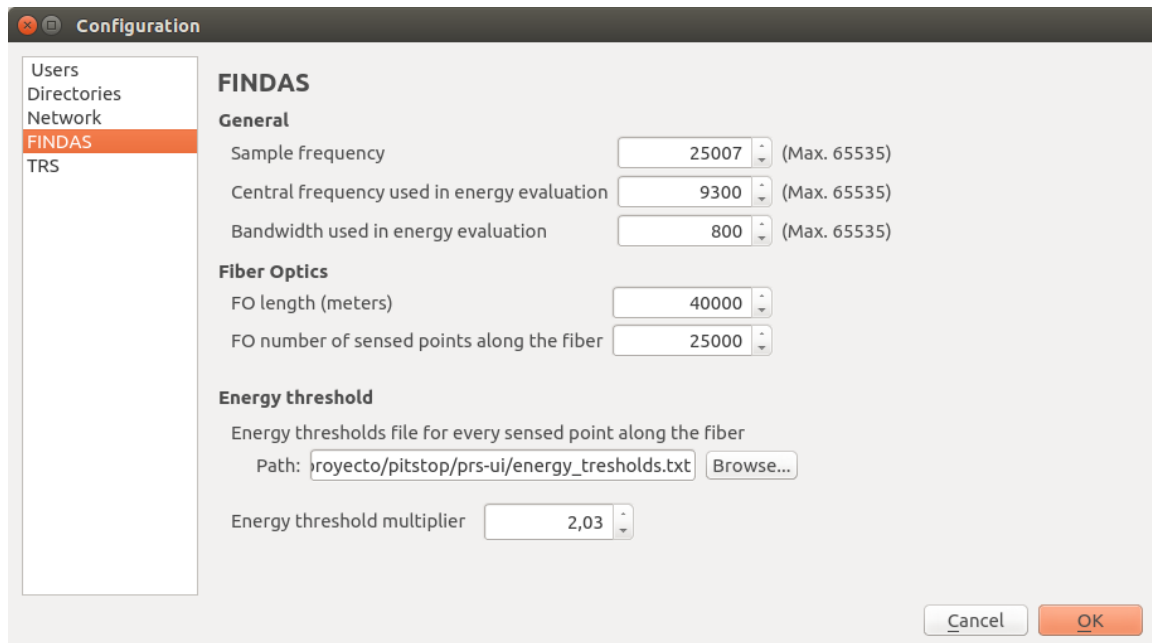 Configuration
Users
Directories
Network
FINDAS
TRS
FINDAS
General
Sample frequency 25007 (Max. 65535)
Central frequency used in energy evaluation 9300 (Max. 65535)
Bandwidth used in energy evaluation 800 (Max. 65535)
Fiber Optics
FO length (meters) 40000
FO number of sensed points along the fiber 25000
Energy threshold
Energy thresholds file for every sensed point along the fiber
Path: royecto/pitstop/prs-ui/energy_tresholds.txt Browse...
Energy threshold multiplier 2,03
Cancel OK